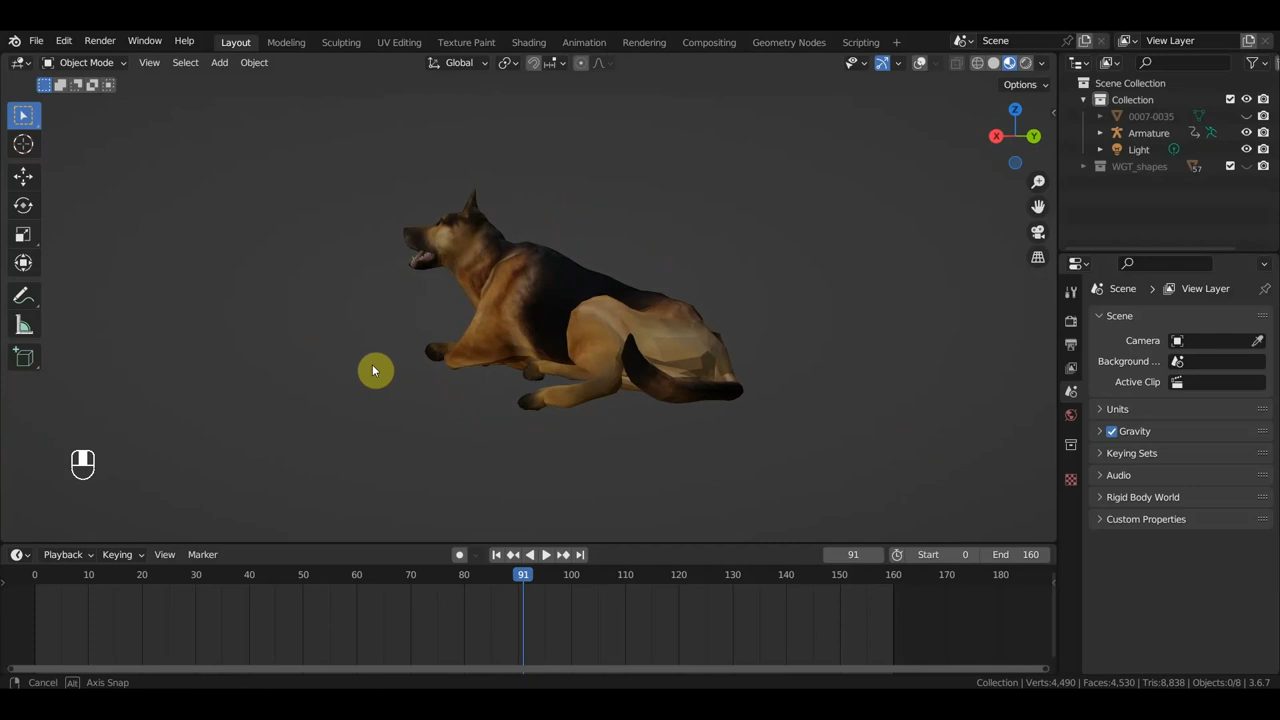 File Edit Render Window Help Layout Modeling Sculpting UV Editing Texture Paint Shading Animation Rendering Compositing Geometry Nodes Scripting + Scene View Layer
Object Mode View Select Add Object Global
Options
Z
X Y
Scene Collection
Collection
0007-0035
Armature
Light
WGT_shapes 57
Scene View Layer
Scene
Camera
Background ...
Active Clip
Units
Gravity
Keying Sets
Audio
Rigid Body World
Custom Properties
Playback Keying View Marker 91 Start 0 End 160
0 10 20 30 40 50 60 70 80 91 100 110 120 130 140 150 160 170 180
Cancel Alt Axis Snap Collection | Verts:4,490 | Faces:4,530 | Tris:8,838 | Objects:0/8 | 3.6.7